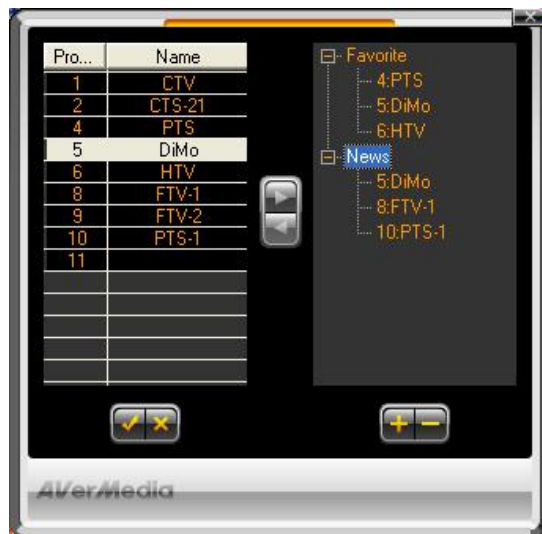 Pro... Name
1 CTV
2 CTS-21
4 PTS
5 DiMo
6 HTV
8 FTV-1
9 FTV-2
10 PTS-1
11
Favorite
4:PTS
5:DiMo
6:HTV
News
5:DiMo
8:FTV-1
10:PTS-1
AVerMedia